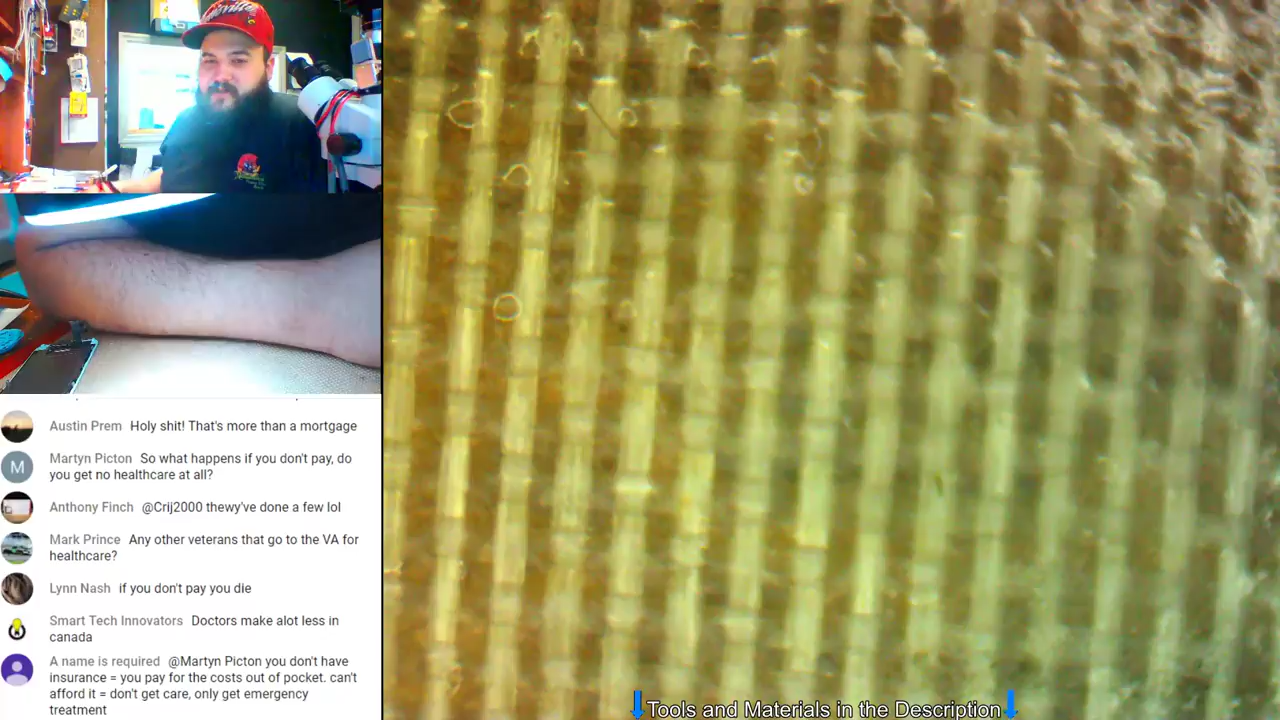 Austin Prem Holy shit! That's more than a mortgage
Martyn Picton So what happens if you don't pay, do
you get no healthcare at all?
Anthony Finch @Crij2000 thewy've done a few lol
Mark Prince Any other veterans that go to the VA for
healthcare?
Lynn Nash if you don't pay you die
Smart Tech Innovators Doctors make alot less in
canada
A name is required @Martyn Picton you don't have
insurance = you pay for the costs out of pocket. can't
afford it = don't get care, only get emergency
treatment
M
Tools and Materials in the Description